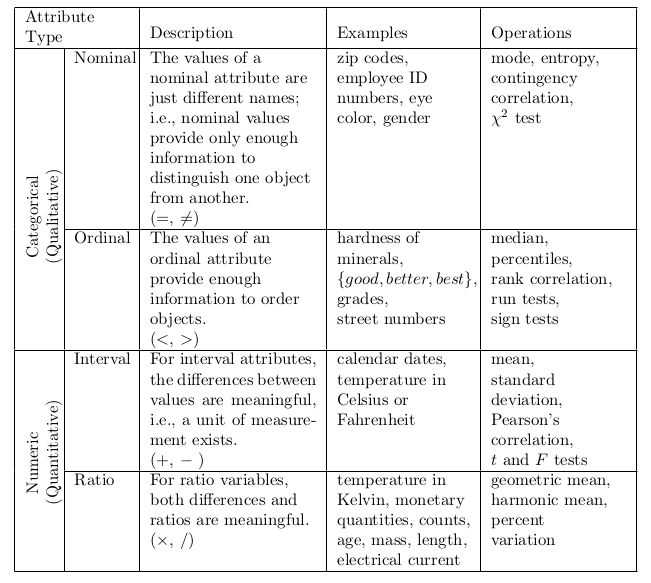 Attribute
Type
Description
Examples
Operations
Categorical
(Qualitative)
Nominal
The values of a
nominal attribute are
just different names;
i.e., nominal values
provide only enough
information to
distinguish one object
from another.
(=, ≠)
zip codes,
employee ID
numbers, eye
color, gender
mode, entropy,
contingency
correlation,
χ² test
Ordinal
The values of an
ordinal attribute
provide enough
information to order
objects.
(<, >)
hardness of
minerals,
{good, better, best},
grades,
street numbers
median,
percentiles,
rank correlation,
run tests,
sign tests
Numeric
(Quantitative)
Interval
For interval attributes,
the differences between
values are meaningful,
i.e., a unit of measure-
ment exists.
(+, − )
calendar dates,
temperature in
Celsius or
Fahrenheit
mean,
standard
deviation,
Pearson's
correlation,
t and F tests
Ratio
For ratio variables,
both differences and
ratios are meaningful.
(×, /)
temperature in
Kelvin, monetary
quantities, counts,
age, mass, length,
electrical current
geometric mean,
harmonic mean,
percent
variation